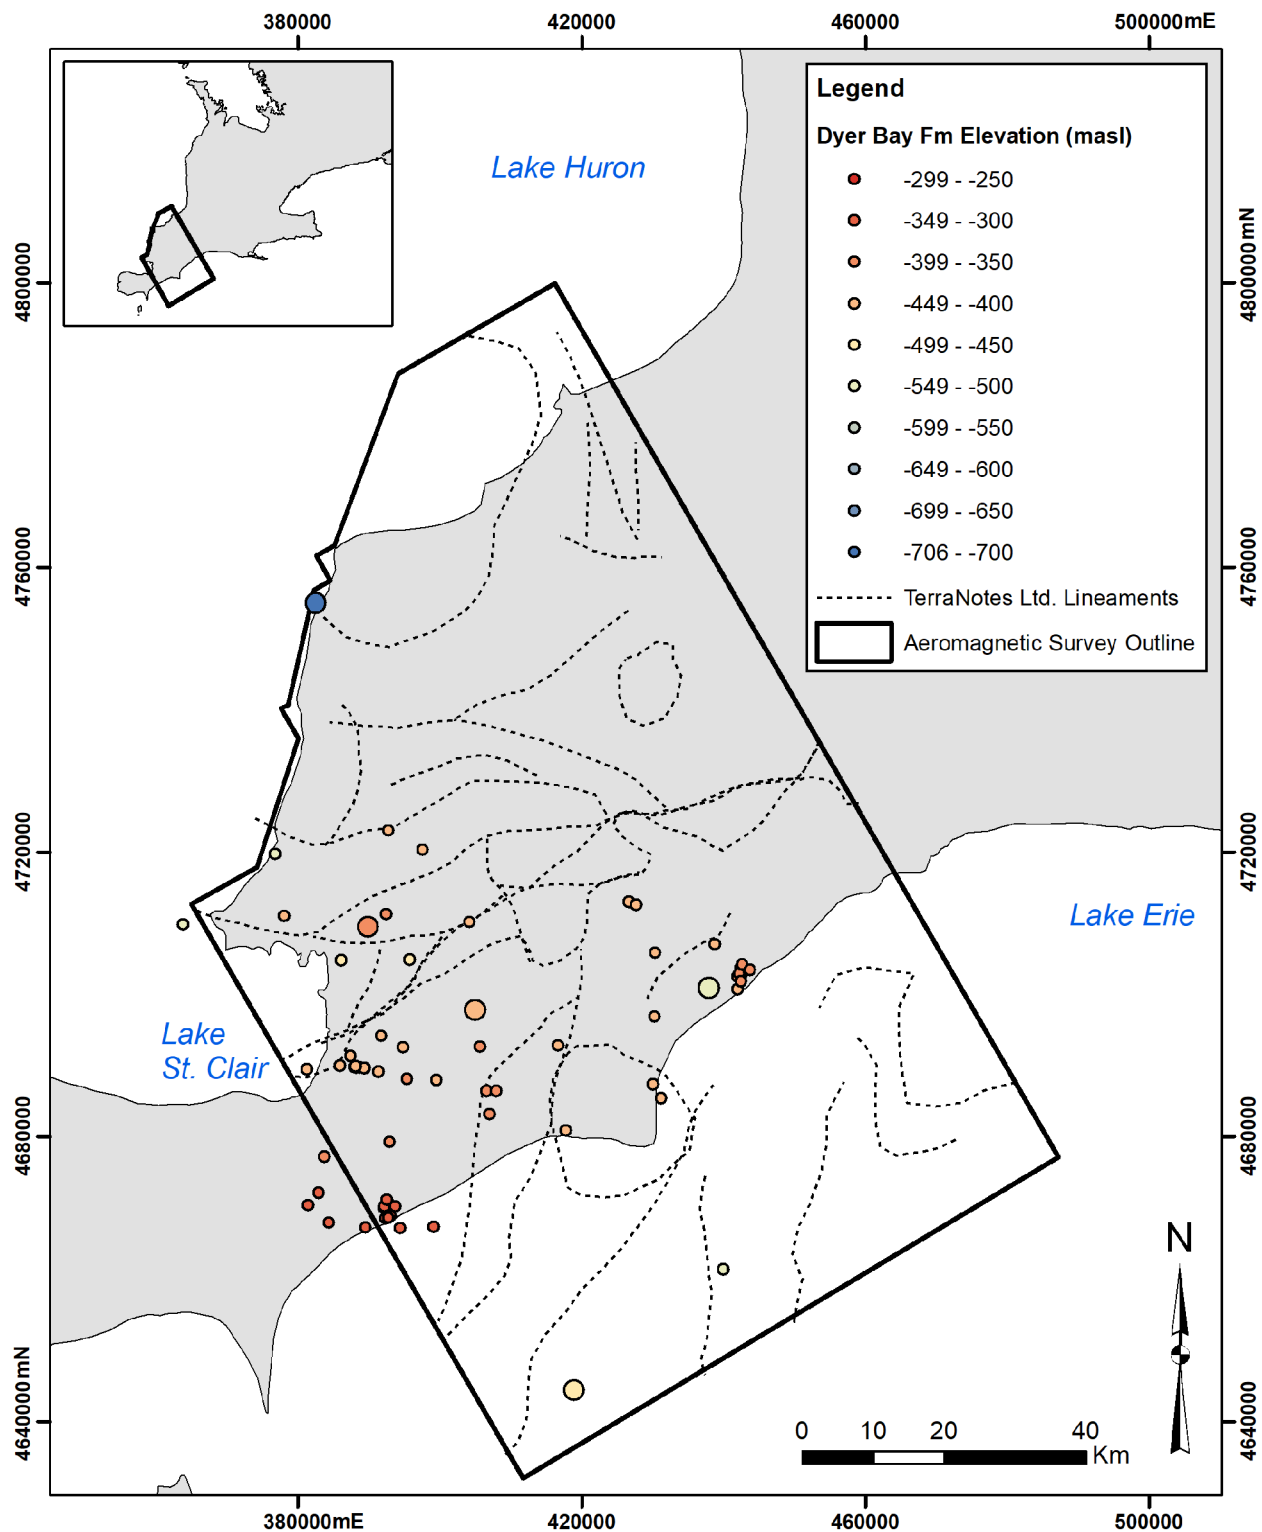 380000
420000
460000
500000mE
Legend
Dyer Bay Fm Elevation (masl)
-299 - -250
-349 - -300
-399 - -350
-449 - -400
-499 - -450
-549 - -500
-599 - -550
-649 - -600
-699 - -650
-706 - -700
TerraNotes Ltd. Lineaments
Aeromagnetic Survey Outline
Lake Huron
4800000
4800000mN
4760000
4760000
4720000
4720000
Lake Erie
Lake
St. Clair
4680000
4680000
N
4640000mN
4640000
0
10
20
40
Km
380000mE
420000
460000
500000